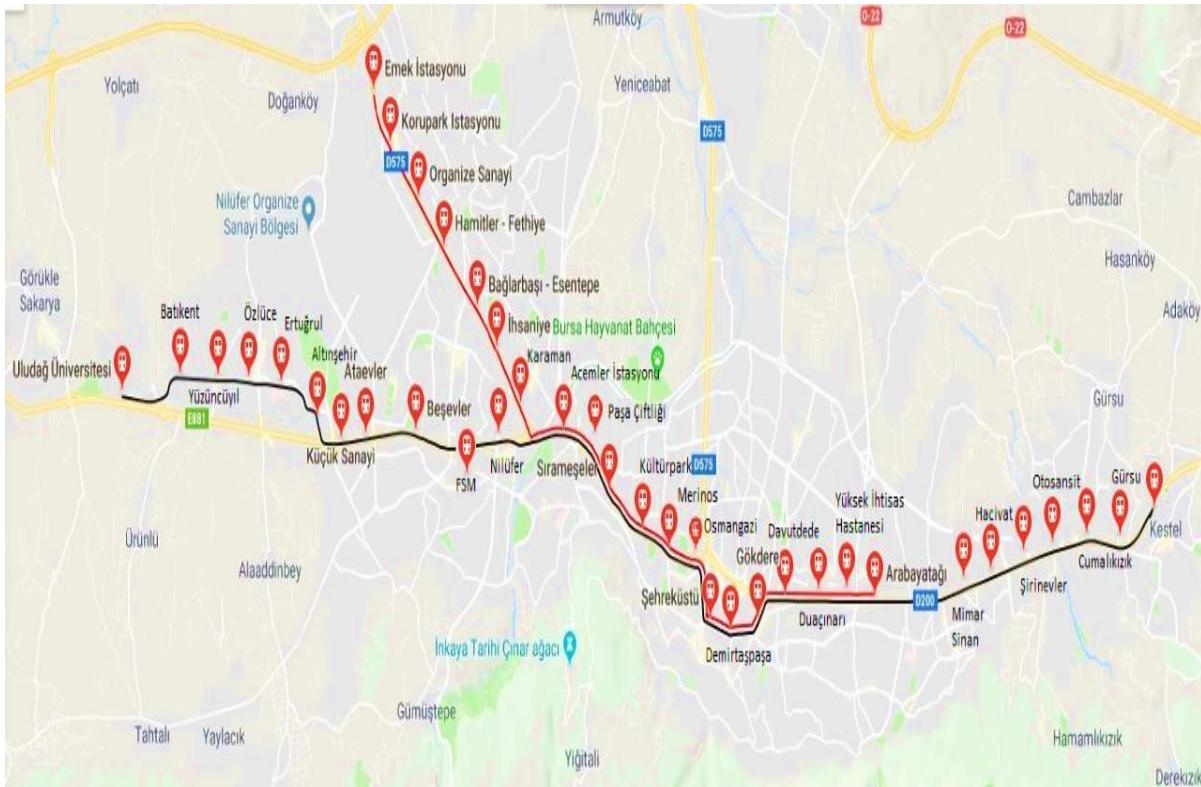 Armutköy
O-22
O-22
Yolçatı
Emek İstasyonu
Yeniceabat
Doğanköy
Korupark Istasyonu
D575
D575
Organize Sanayi
Nilüfer Organize
Sanayi Bölgesi
Hamitler - Fethiye
Cambazlar
Hasanköy
Görükle
Sakarya
Bağlarbaşı - Esentepe
Adaköy
Batıkent
Özlüce
Ertuğrul
İhsaniye
Bursa Hayvanat Bahçesi
Uludağ Üniversitesi
Altınşehir
Ataevler
Karaman
Acemler İstasyonu
Yüzüncüyıl
Beşevler
Paşa Çiftliği
Gürsu
E881
Küçük Sanayi
FSM
Nilüfer
Sırameşeler
Kültürpark
D575
Merinos
Yüksek İhtisas
Hastanesi
Otosansit
Gürsu
Hacivat
Osmangazi
Davutdede
Kestel
Ürünlü
Gökdere
Cumalıkızık
Alaaddinbey
Arabayatağı
Şirinevler
Şehreküstü
D200
Duaçınarı
Mimar
Sinan
İnkaya Tarihi Çınar ağacı
Demirtaşpaşa
Gümüştepe
Tahtalı
Yaylacık
Hamamlıkızık
Yiğitali
Derekızık